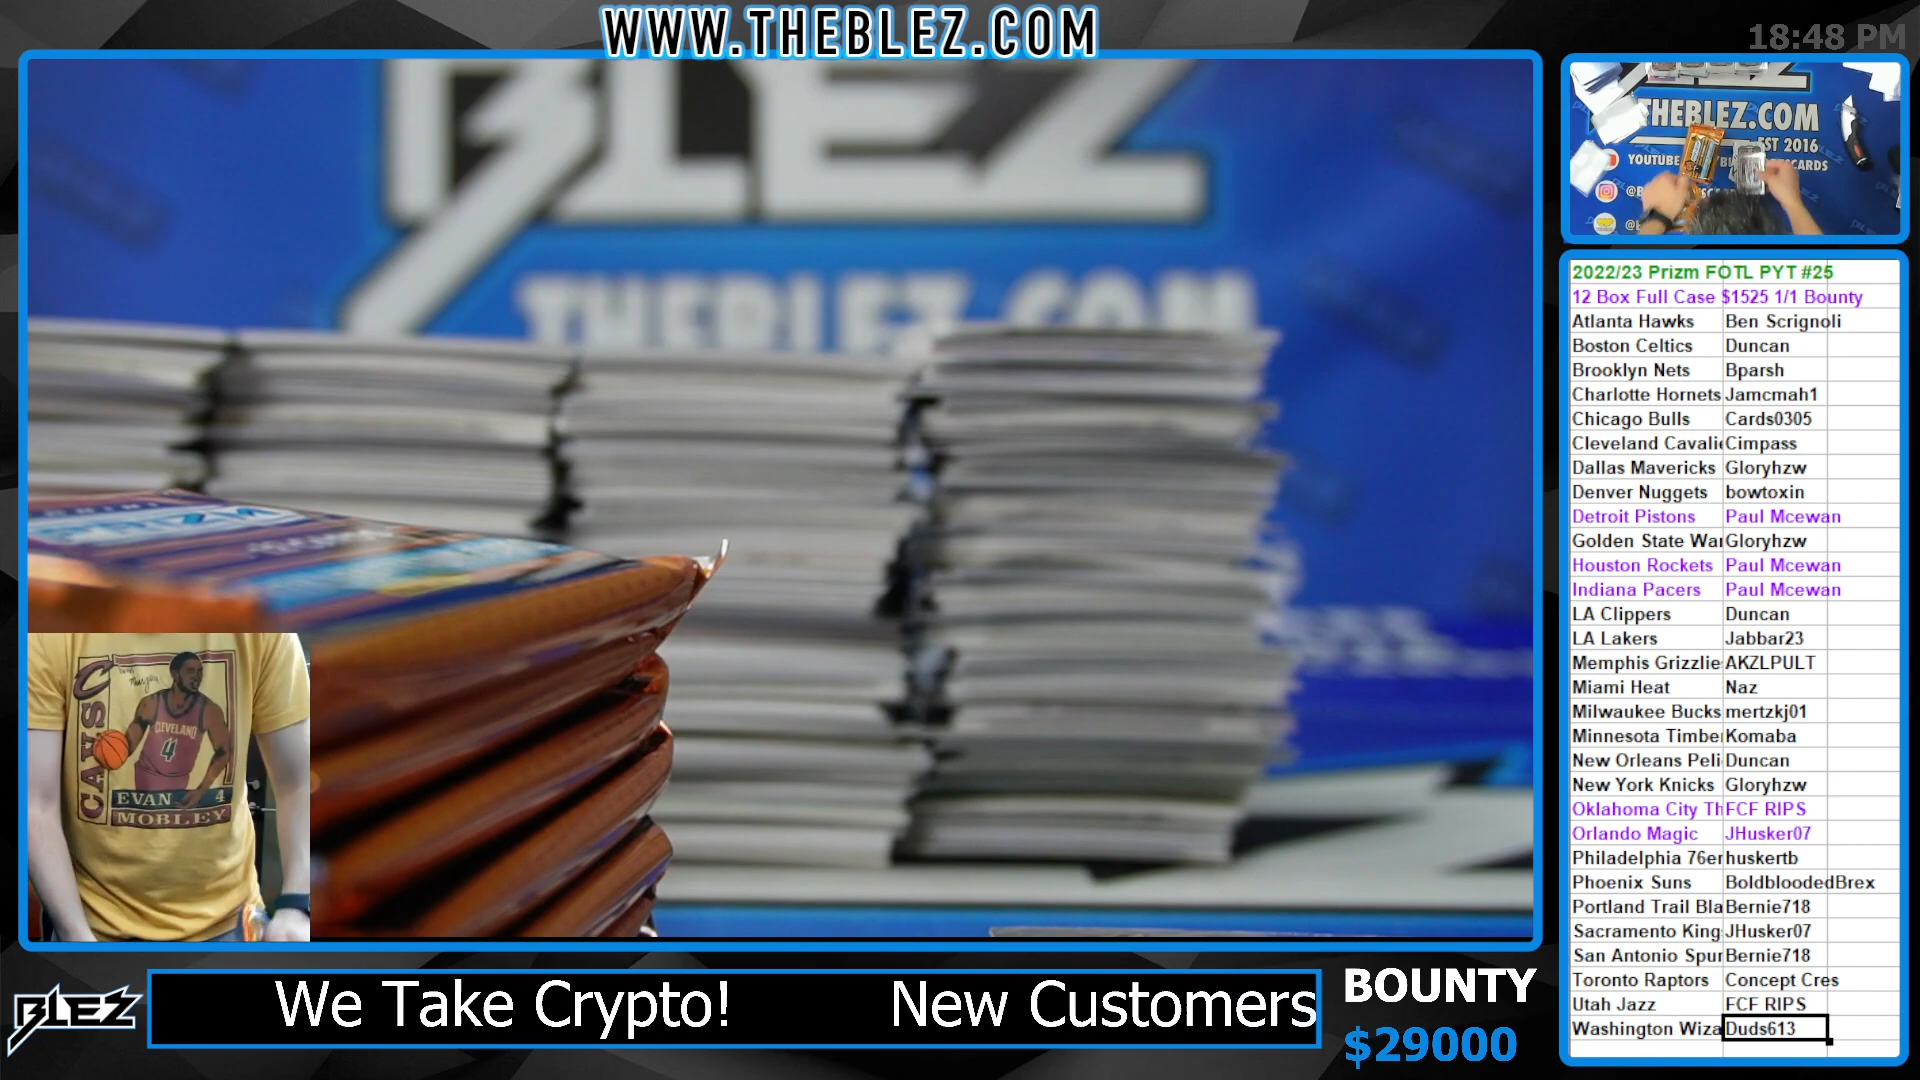 WWW.THEBLEZ.COM
18:48 PM
BLEZ
THEBLEZ.COM
THEBLEZ.COM
EST 2016
YOUTUBE
CARDS
CAVS
CLEVELAND
4
EVAN 4
MOBLEY
2022/23 Prizm FOTL PYT #25
12 Box Full Case $1525 1/1 Bounty
Atlanta Hawks Ben Scrignoli
Boston Celtics Duncan
Brooklyn Nets Bparsh
Charlotte Hornets Jamcmah1
Chicago Bulls Cards0305
Cleveland Cavalie Cimpass
Dallas Mavericks Gloryhzw
Denver Nuggets bowtoxin
Detroit Pistons Paul Mcewan
Golden State War Gloryhzw
Houston Rockets Paul Mcewan
Indiana Pacers Paul Mcewan
LA Clippers Duncan
LA Lakers Jabbar23
Memphis Grizzlie AKZLPULT
Miami Heat Naz
Milwaukee Bucks mertzkj01
Minnesota Timbe Komaba
New Orleans Peli Duncan
New York Knicks Gloryhzw
Oklahoma City Th FCF RIPS
Orlando Magic JHusker07
Philadelphia 76er huskertb
Phoenix Suns BoldbloodedBrex
Portland Trail Bla Bernie718
Sacramento King JHusker07
San Antonio Spur Bernie718
Toronto Raptors Concept Cres
Utah Jazz FCF RIPS
Washington Wiza Duds613
BLEZ
We Take Crypto! New Customers
BOUNTY
$29000